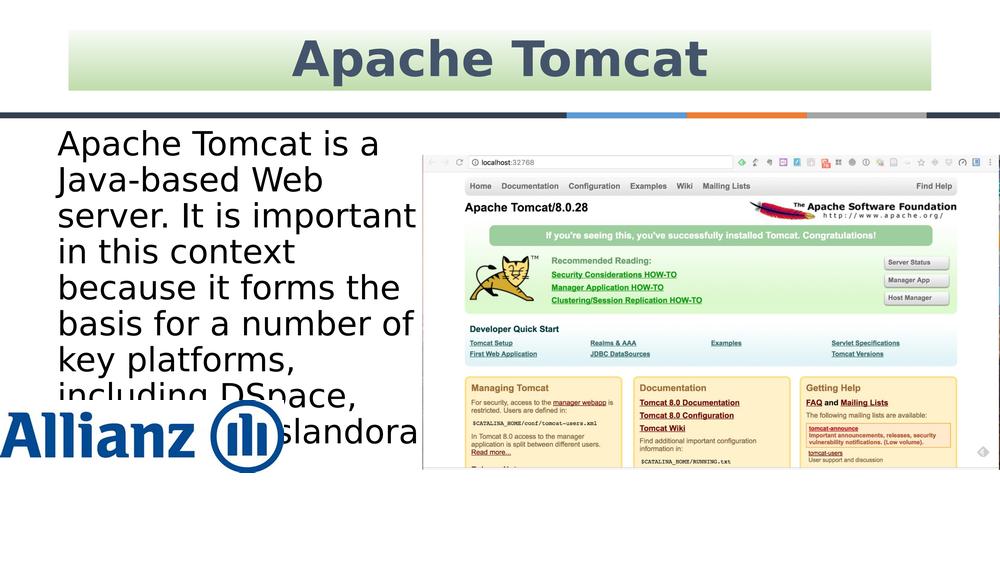 Apache Tomcat
Apache Tomcat is a
Java-based Web
server. It is important
in this context
because it forms the
basis for a number of
key platforms,
including DSpace,
slandora
Allianz
localhost:32768
Home Documentation Configuration Examples Wiki Mailing Lists Find Help
Apache Tomcat/8.0.28
The Apache Software Foundation
http://www.apache.org/
If you're seeing this, you've successfully installed Tomcat. Congratulations!
TM
Recommended Reading:
Security Considerations HOW-TO
Manager Application HOW-TO
Clustering/Session Replication HOW-TO
Server Status
Manager App
Host Manager
Developer Quick Start
Tomcat Setup Realms & AAA Examples Servlet Specifications
First Web Application JDBC DataSources Tomcat Versions
Managing Tomcat
For security, access to the manager webapp is
restricted. Users are defined in:
$CATALINA_HOME/conf/tomcat-users.xml
In Tomcat 8.0 access to the manager
application is split between different users.
Read more...
Documentation
Tomcat 8.0 Documentation
Tomcat 8.0 Configuration
Tomcat Wiki
Find additional important configuration
information in:
$CATALINA_HOME/RUNNING.txt
Getting Help
FAQ and Mailing Lists
The following mailing lists are available:
tomcat-announce
Important announcements, releases, security
vulnerability notifications. (Low volume).
tomcat-users
User support and discussion